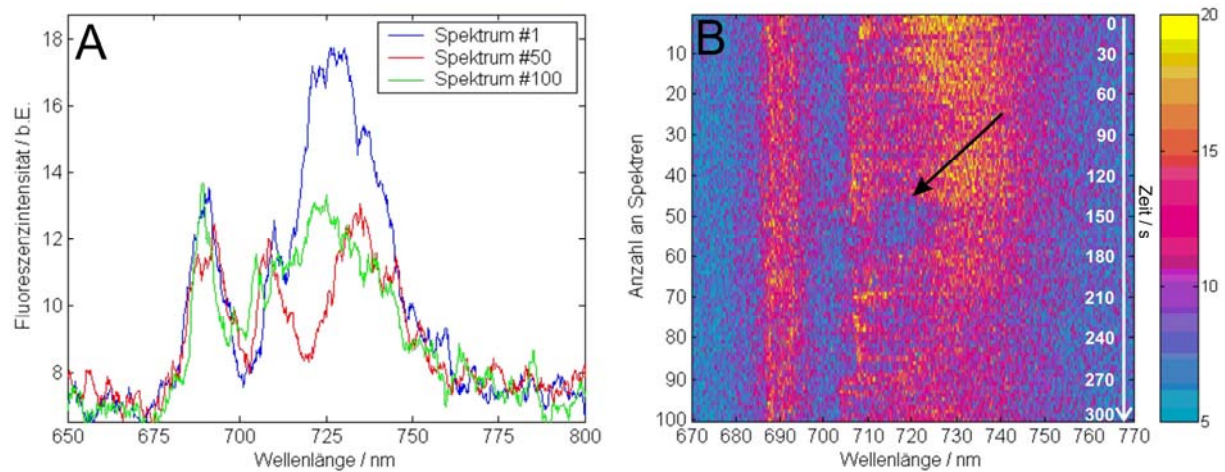 A
Spektrum #1
Spektrum #50
Spektrum #100
Fluoreszenzintensität / b.E.
18
16
14
12
10
8
650 675 700 725 750 775 800
Wellenlänge / nm
B
Anzahl an Spektren
10
20
30
40
50
60
70
80
90
100
670 680 690 700 710 720 730 740 750 760 770
Wellenlänge / nm
0
30
60
90
120
150
180
210
240
270
300
Zeit / s
20
15
10
5